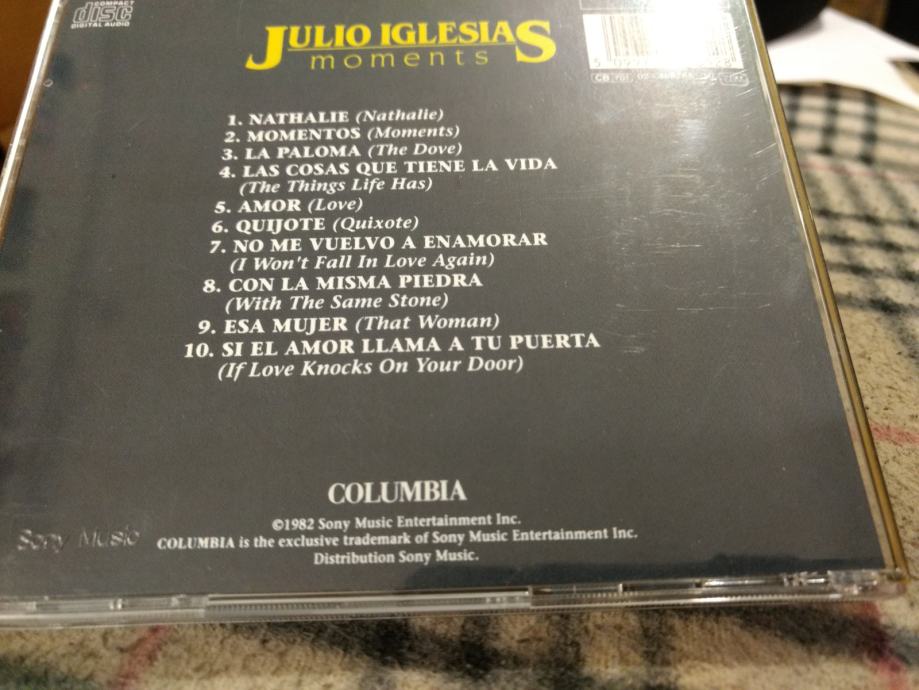 COMPACT
disc
DIGITAL AUDIO
JULIO IGLESIAS
moments
1. NATHALIE (Nathalie)
2. MOMENTOS (Moments)
3. LA PALOMA (The Dove)
4. LAS COSAS QUE TIENE LA VIDA
(The Things Life Has)
5. AMOR (Love)
6. QUIJOTE (Quixote)
7. NO ME VUELVO A ENAMORAR
(I Won't Fall In Love Again)
8. CON LA MISMA PIEDRA
(With The Same Stone)
9. ESA MUJER (That Woman)
10. SI EL AMOR LLAMA A TU PUERTA
(If Love Knocks On Your Door)
COLUMBIA
©1982 Sony Music Entertainment Inc.
Sony Music
COLUMBIA is the exclusive trademark of Sony Music Entertainment Inc.
Distribution Sony Music.